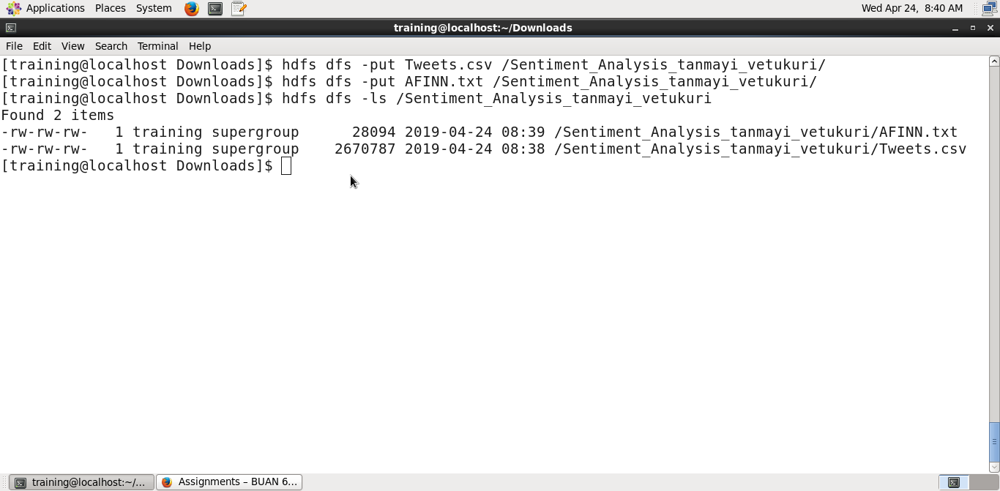 Applications Places System Wed Apr 24, 8:40 AM
training@localhost:~/Downloads
File Edit View Search Terminal Help
[training@localhost Downloads]$ hdfs dfs -put Tweets.csv /Sentiment_Analysis_tanmayi_vetukuri/
[training@localhost Downloads]$ hdfs dfs -put AFINN.txt /Sentiment_Analysis_tanmayi_vetukuri/
[training@localhost Downloads]$ hdfs dfs -ls /Sentiment_Analysis_tanmayi_vetukuri
Found 2 items
-rw-rw-rw-   1 training supergroup      28094 2019-04-24 08:39 /Sentiment_Analysis_tanmayi_vetukuri/AFINN.txt
-rw-rw-rw-   1 training supergroup    2670787 2019-04-24 08:38 /Sentiment_Analysis_tanmayi_vetukuri/Tweets.csv
[training@localhost Downloads]$
training@localhost:~/... Assignments – BUAN 6...